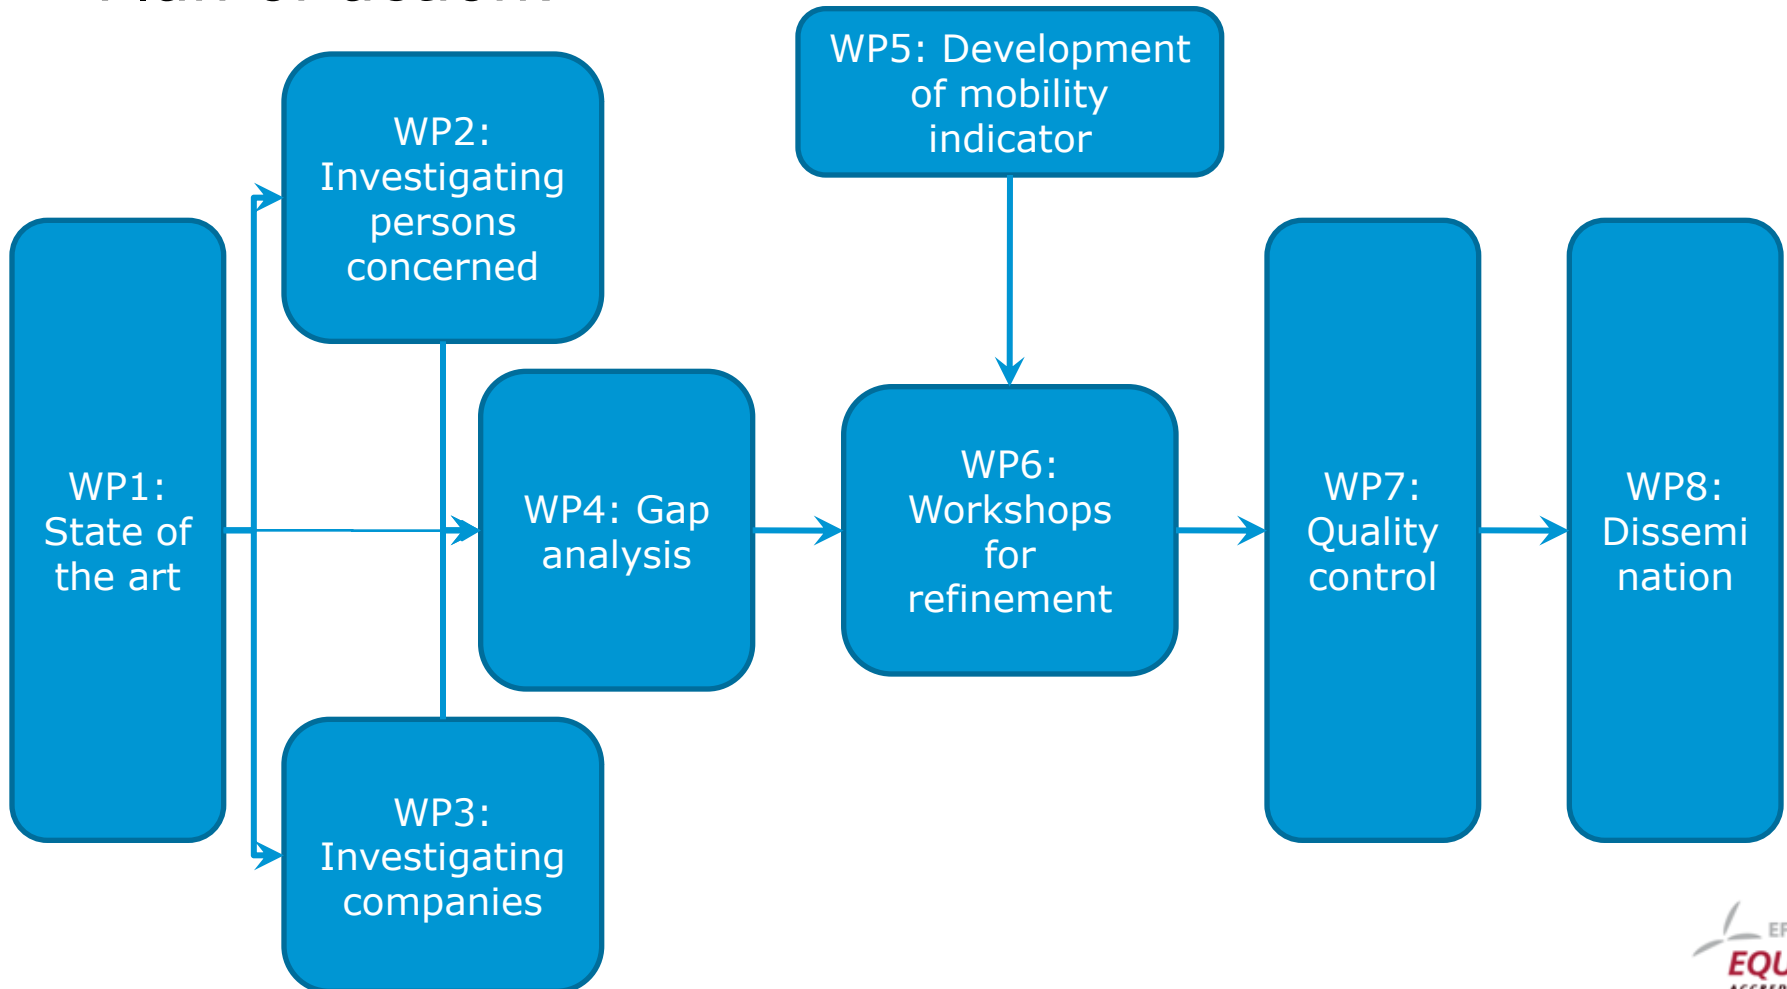 WP5: Development
of mobility
indicator
WP2:
Investigating
persons
concerned
WP1:
State of
the art
WP4: Gap
analysis
WP6:
Workshops
for
refinement
WP7:
Quality
control
WP8:
Dissemi
nation
WP3:
Investigating
companies